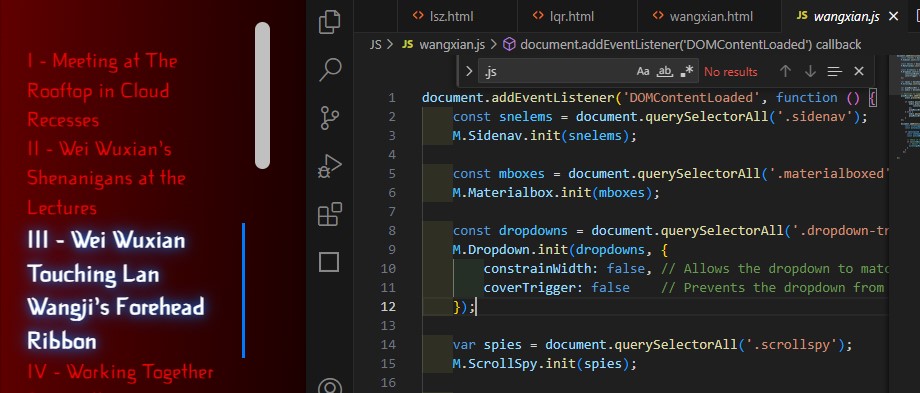 I - Meeting at The
Rooftop in Cloud
Recesses
II - Wei Wuxian's
Shenanigans at the
Lectures
III - Wei Wuxian
Touching Lan
Wangji's Forehead
Ribbon
IV - Working Together
lsz.html
lqr.html
wangxian.html
JS wangxian.js
JS > JS wangxian.js > document.addEventListener('DOMContentLoaded') callback
.js Aa ab .* No results
1 document.addEventListener('DOMContentLoaded', function () {
2 const snelems = document.querySelectorAll('.sidenav');
3 M.Sidenav.init(snelems);
4
5 const mboxes = document.querySelectorAll('.materialboxed'
6 M.Materialbox.init(mboxes);
7
8 const dropdowns = document.querySelectorAll('.dropdown-tr
9 M.Dropdown.init(dropdowns, {
10 constrainWidth: false, // Allows the dropdown to matc
11 coverTrigger: false // Prevents the dropdown from
12 });
13
14 var spies = document.querySelectorAll('.scrollspy');
15 M.ScrollSpy.init(spies);
16